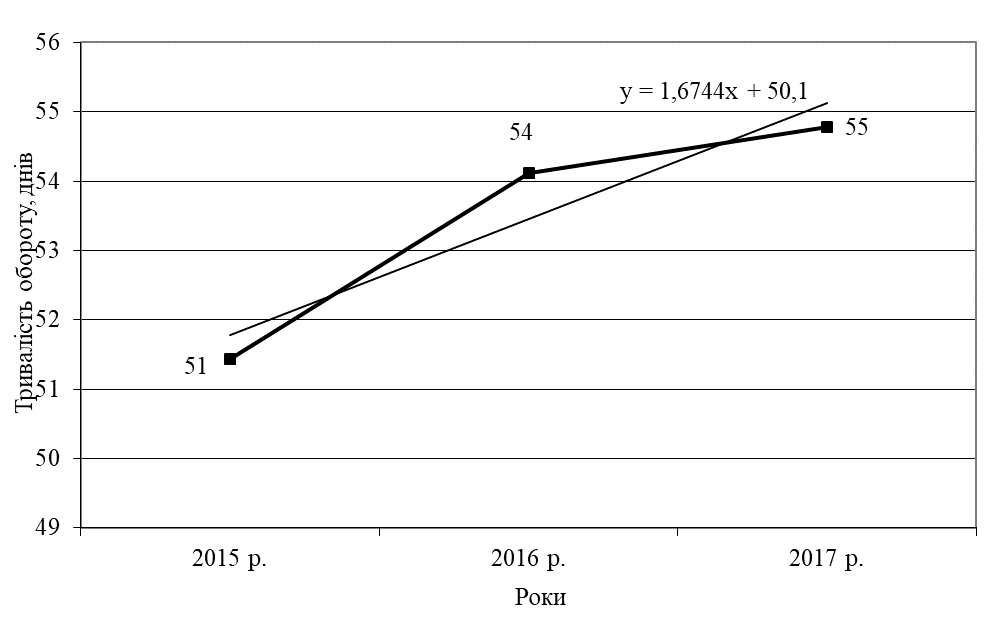 56
55
54
53
52
51
50
49
Тривалість обороту, днів
y = 1,6744x + 50,1
51
54
55
2015 р.
2016 р.
2017 р.
Роки